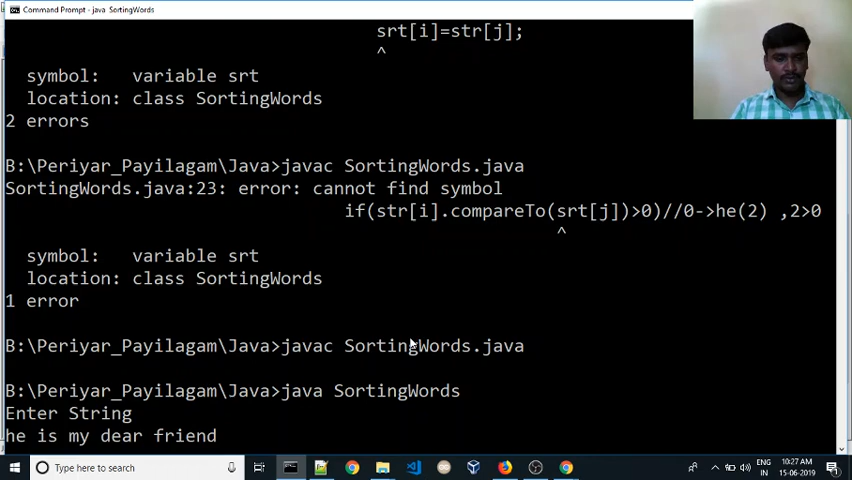 Command Prompt - java SortingWords
srt[i]=str[j];
^
symbol: variable srt
location: class SortingWords
2 errors
B:\Periyar_Payilagam\Java>javac SortingWords.java
SortingWords.java:23: error: cannot find symbol
if(str[i].compareTo(srt[j])>0)//0->he(2) ,2>0
^
symbol: variable srt
location: class SortingWords
1 error
B:\Periyar_Payilagam\Java>javac SortingWords.java
B:\Periyar_Payilagam\Java>java SortingWords
Enter String
he is my dear friend
Type here to search
ENG 10:27 AM
IN 15-06-2019